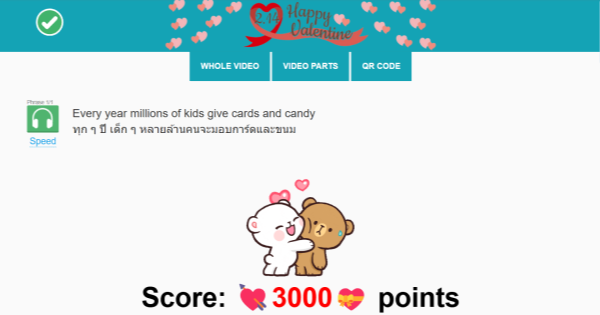 2.14 Happy
Valentine
WHOLE VIDEO VIDEO PARTS QR CODE
Phrase 1/1
Every year millions of kids give cards and candy
ทุก ๆ ปี เด็ก ๆ หลายล้านคนจะมอบการ์ดและขนม
Speed
Score: 3000 points